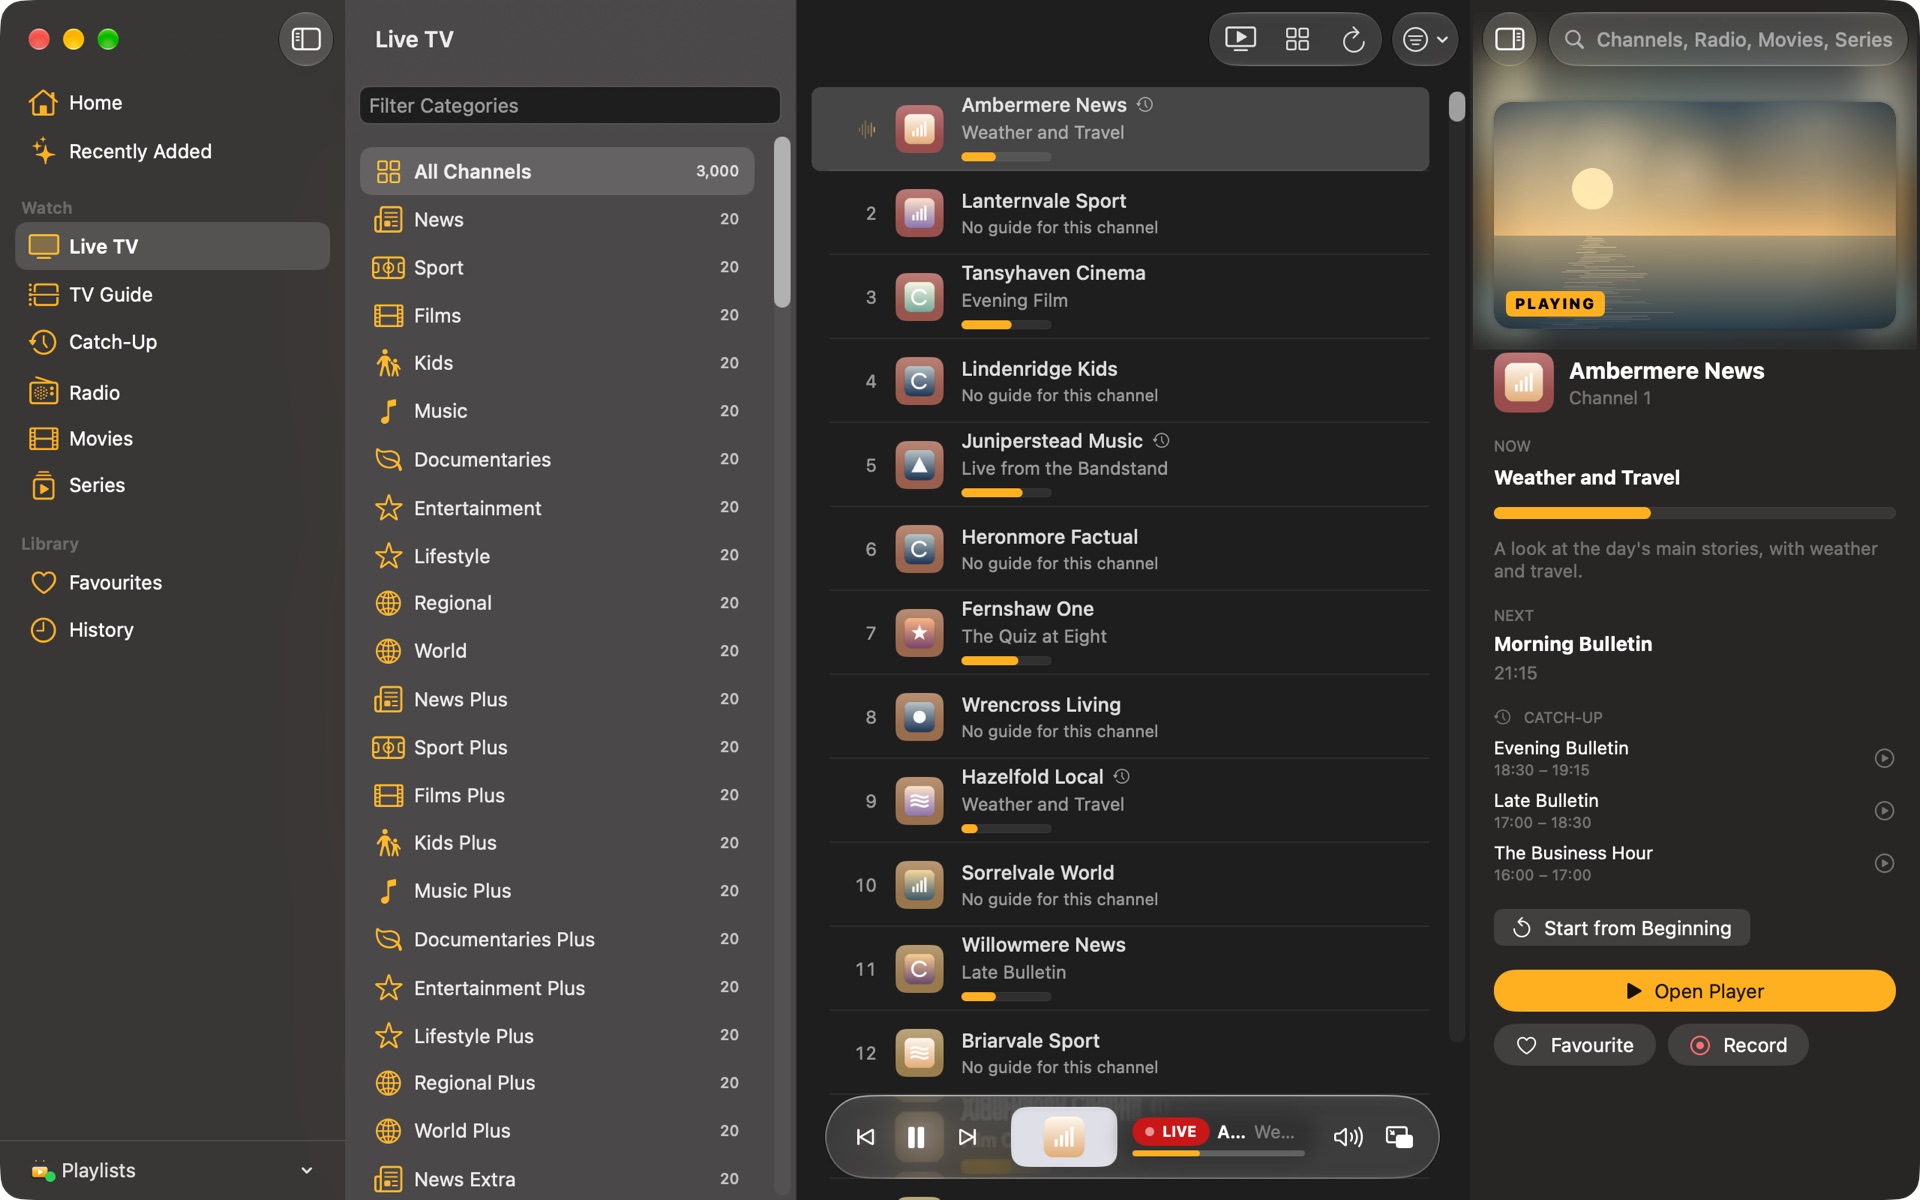 Home
Recently Added
Watch
Live TV
TV Guide
Catch-Up
Radio
Movies
Series
Library
Favourites
History
Playlists
Live TV
Filter Categories
All Channels 3,000
News 20
Sport 20
Films 20
Kids 20
Music 20
Documentaries 20
Entertainment 20
Lifestyle 20
Regional 20
World 20
News Plus 20
Sport Plus 20
Films Plus 20
Kids Plus 20
Music Plus 20
Documentaries Plus 20
Entertainment Plus 20
Lifestyle Plus 20
Regional Plus 20
World Plus 20
News Extra 20
Ambermere News
Weather and Travel
2 Lanternvale Sport
No guide for this channel
3 Tansyhaven Cinema
Evening Film
4 Lindenridge Kids
No guide for this channel
5 Juniperstead Music
Live from the Bandstand
6 Heronmore Factual
No guide for this channel
7 Fernshaw One
The Quiz at Eight
8 Wrencross Living
No guide for this channel
9 Hazelfold Local
Weather and Travel
10 Sorrelvale World
No guide for this channel
11 Willowmere News
Late Bulletin
12 Briarvale Sport
No guide for this channel
LIVE A... We...
Channels, Radio, Movies, Series
PLAYING
Ambermere News
Channel 1
NOW
Weather and Travel
A look at the day's main stories, with weather
and travel.
NEXT
Morning Bulletin
21:15
CATCH-UP
Evening Bulletin
18:30 – 19:15
Late Bulletin
17:00 – 18:30
The Business Hour
16:00 – 17:00
Start from Beginning
Open Player
Favourite
Record